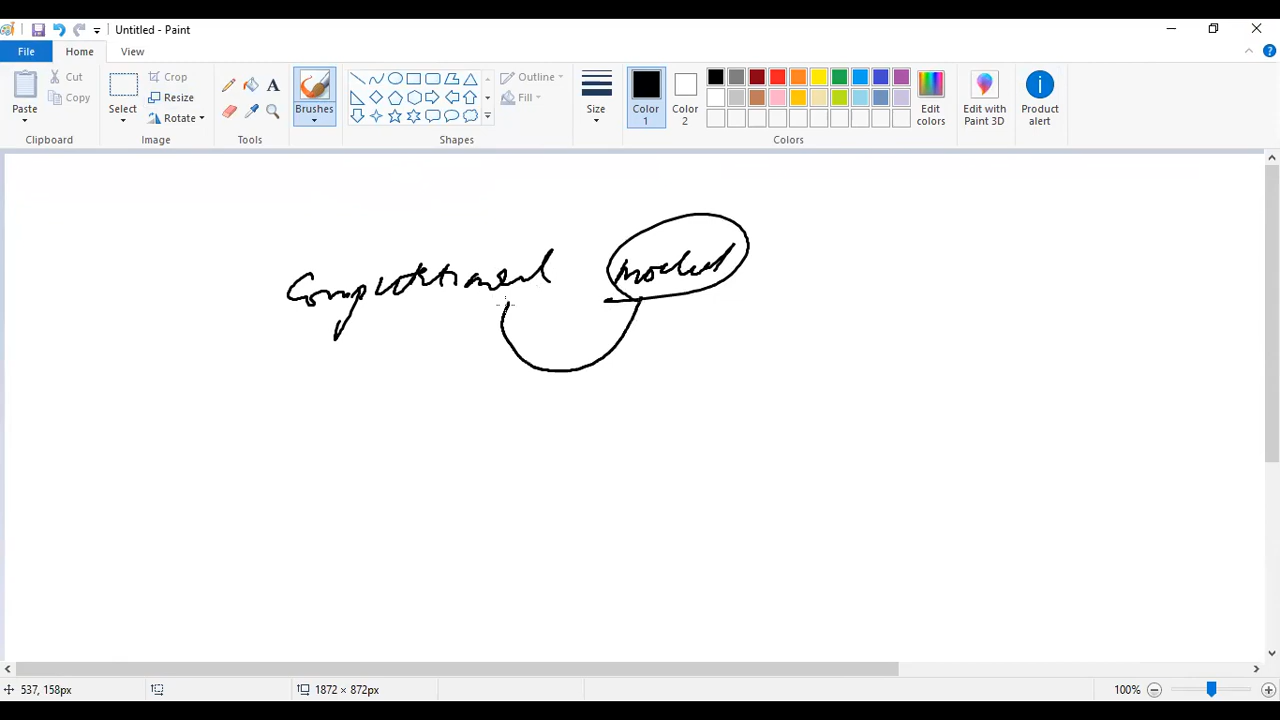 Untitled - Paint
File Home View
Paste Cut Copy Clipboard
Select Crop Resize Rotate Image
A Tools
Brushes
Outline Fill Shapes
Size
Color 1 Color 2 Edit colors Colors
Edit with Paint 3D
Product alert
Computational model
537, 158px 1872 × 872px 100%